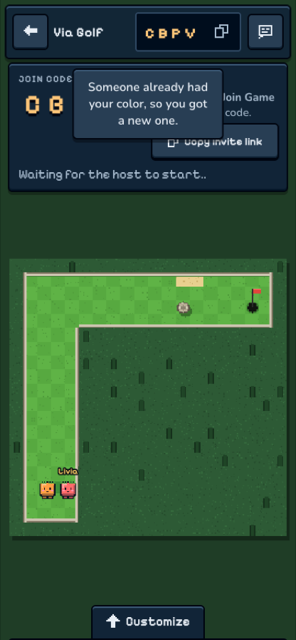 Via Golf
CBPV
JOIN CODE
C B
Someone already had
your color, so you got
a new one.
Join Game
code.
Copy invite link
Waiting for the host to start..
Livia
Customize